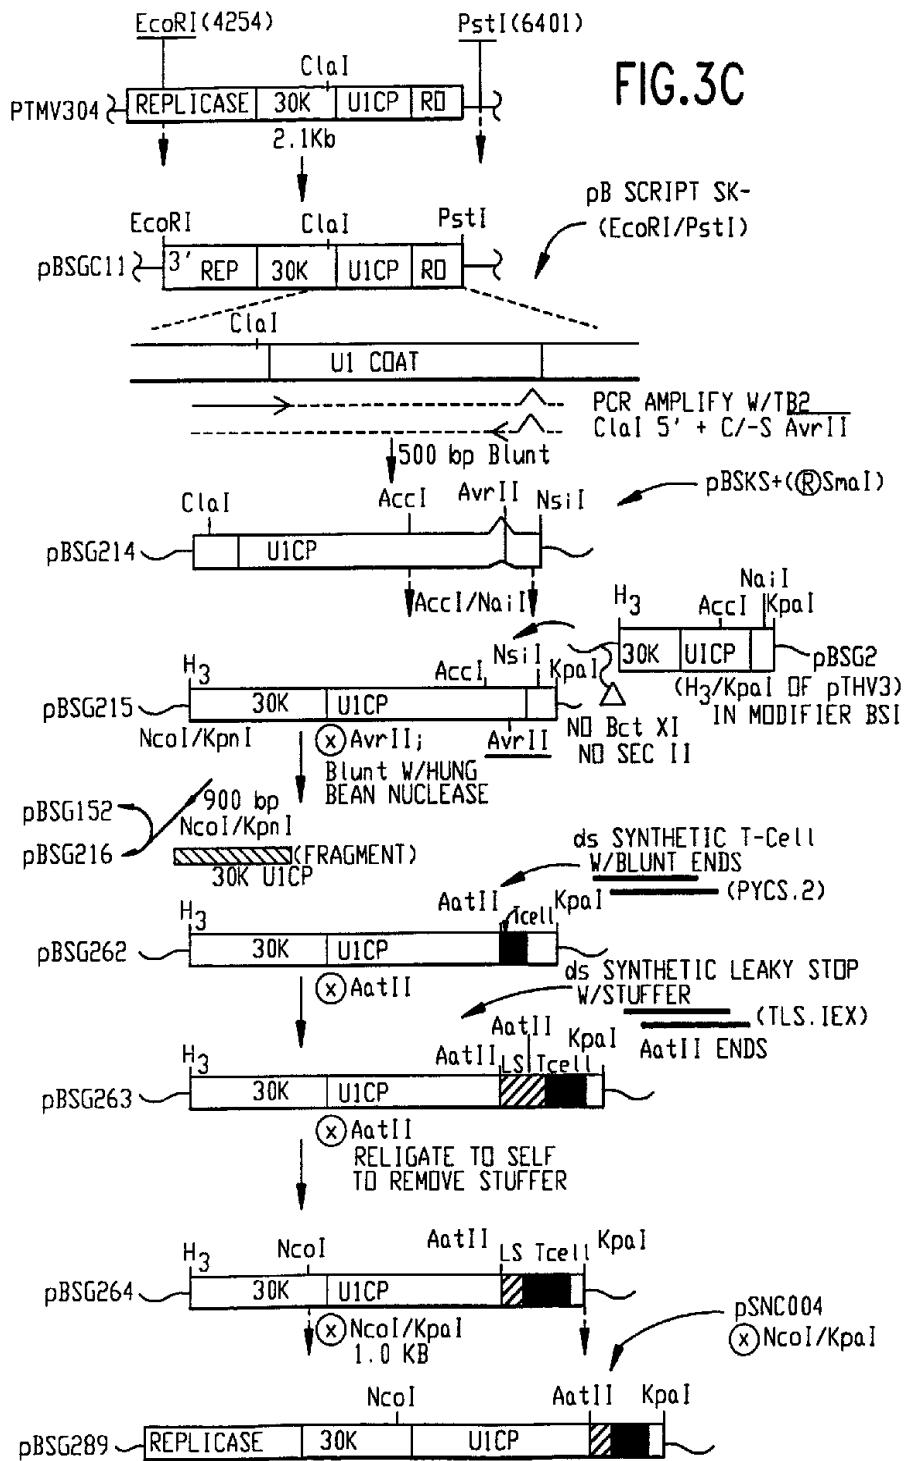 EcoRI(4254)
PstI(6401)
FIG.3C
ClaI
PTMV304
REPLICASE
30K
U1CP
RO
2.1Kb
pB SCRIPT SK-
(EcoRI/PstI)
EcoRI
ClaI
PstI
pBSGC11
3'
REP
30K
U1CP
RO
ClaI
U1 COAT
PCR AMPLIFY W/TB2
ClaI 5' + C/-S AvrII
500 bp Blunt
pBSKS+(ⓇSmaI)
ClaI
AccI
AvrII
NsiI
pBSG214
U1CP
AccI/NaiI
H3
AccI
NaiI
KpaI
30K
U1CP
pBSG2
(H3/KpaI OF pTHV3)
IN MODIFIER BSI
H3
AccI
NsiI
KpaI
pBSG215
30K
U1CP
NO Bct XI
NO SEC II
NcoI/KpnI
ⓧ AvrII;
AvrII
Blunt W/HUNG
BEAN NUCLEASE
pBSG152
900 bp
NcoI/KpnI
pBSG216
(FRAGMENT)
30K U1CP
ds SYNTHETIC T-Cell
W/BLUNT ENDS
(PYCS.2)
H3
AatII
Tcell
KpaI
pBSG262
30K
U1CP
ⓧ AatII
ds SYNTHETIC LEAKY STOP
W/STUFFER
(TLS.IEX)
AatII ENDS
H3
AatII
AatII
KpaI
LS Tcell
pBSG263
30K
U1CP
ⓧ AatII
RELIGATE TO SELF
TO REMOVE STUFFER
H3
NcoI
AatII
LS Tcell
KpaI
pBSG264
30K
U1CP
ⓧ NcoI/KpaI
1.0 KB
pSNC004
ⓧ NcoI/KpaI
NcoI
AatII
KpaI
pBSG289
REPLICASE
30K
U1CP